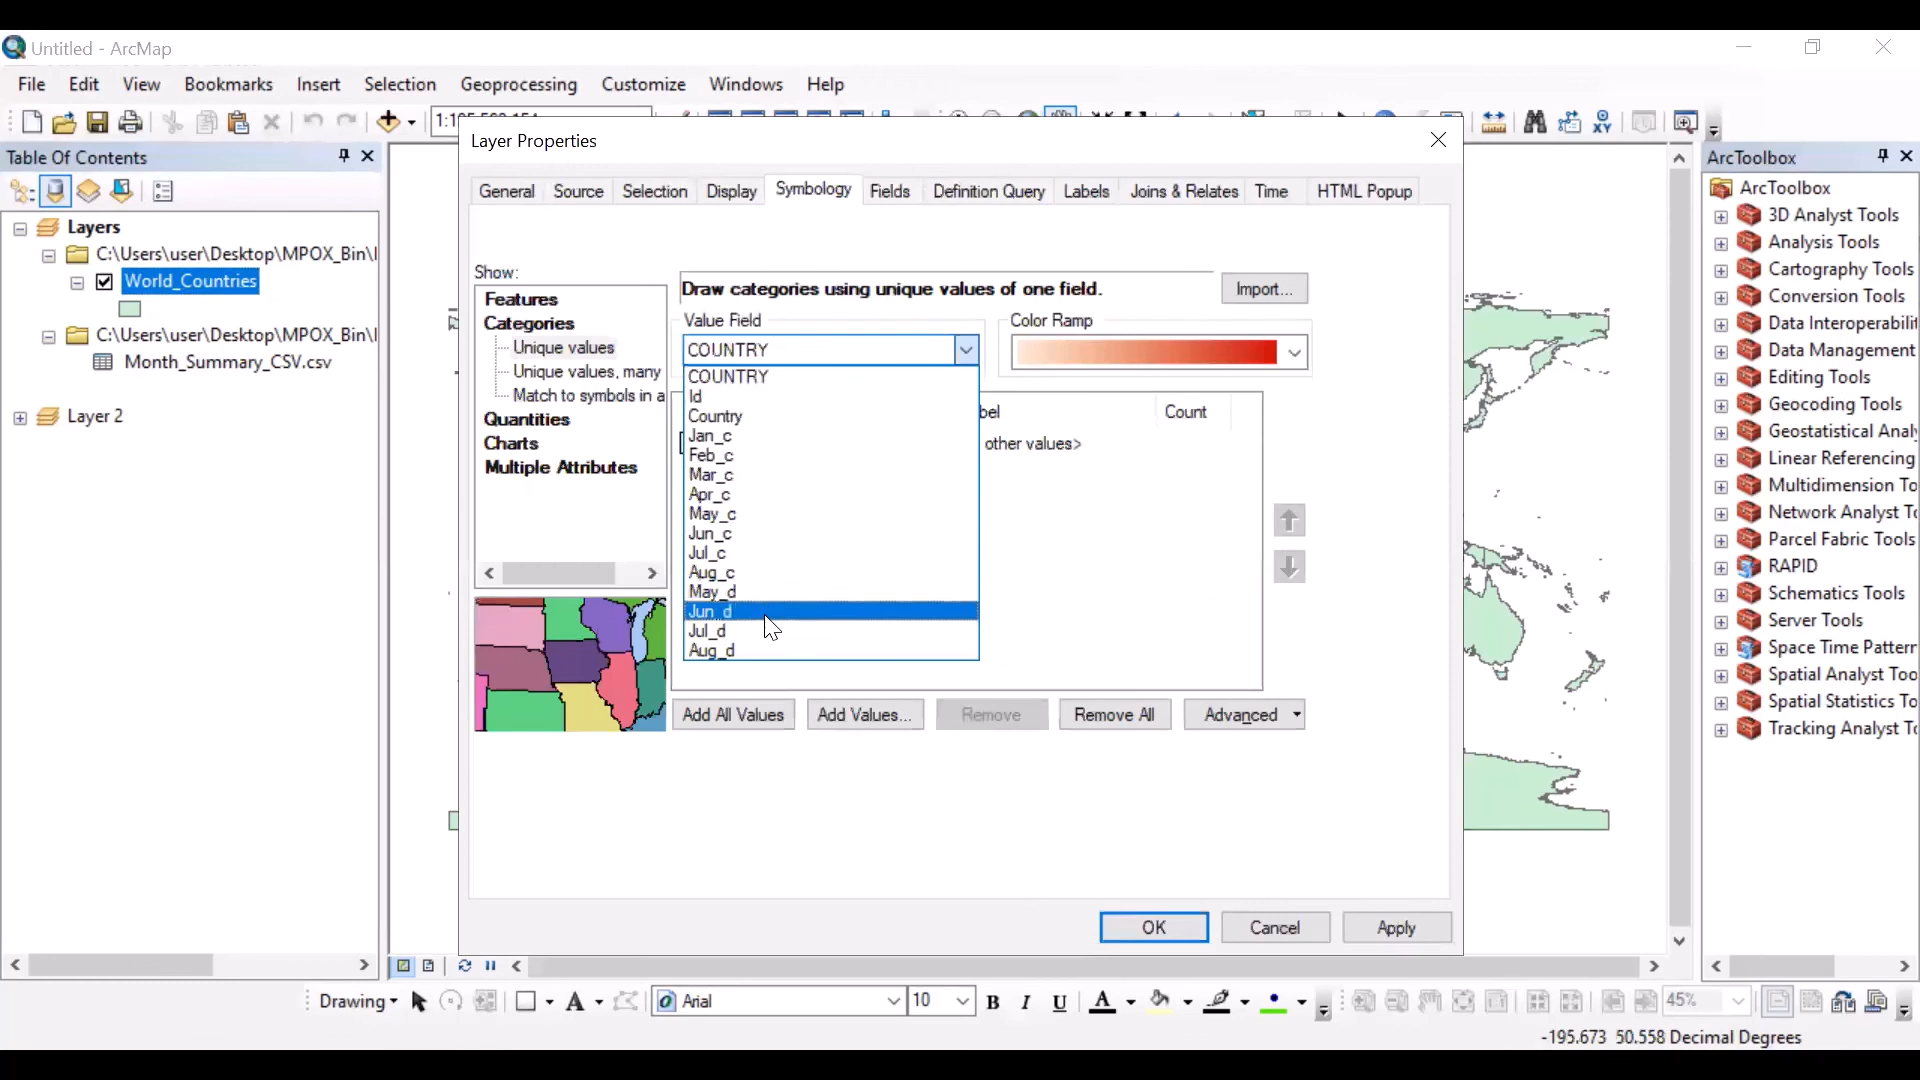 Untitled - ArcMap
File Edit View Bookmarks Insert Selection Geoprocessing Customize Windows Help
Table Of Contents
Layers
C:\Users\user\Desktop\MPOX_Bin\
World_Countries
C:\Users\user\Desktop\MPOX_Bin\
Month_Summary_CSV.csv
Layer 2
Layer Properties
General Source Selection Display Symbology Fields Definition Query Labels Joins & Relates Time HTML Popup
Show:
Features
Categories
Unique values
Unique values, many
Match to symbols in a
Quantities
Charts
Multiple Attributes
Draw categories using unique values of one field.
Import...
Value Field
Color Ramp
COUNTRY
COUNTRY
Id
Country
Jan_c
Feb_c
Mar_c
Apr_c
May_c
Jun_c
Jul_c
Aug_c
May_d
Jun_d
Jul_d
Aug_d
bel Count
other values>
Add All Values Add Values... Remove Remove All Advanced
OK Cancel Apply
ArcToolbox
ArcToolbox
3D Analyst Tools
Analysis Tools
Cartography Tools
Conversion Tools
Data Interoperabilit
Data Management
Editing Tools
Geocoding Tools
Geostatistical Anal
Linear Referencing
Multidimension To
Network Analyst T
Parcel Fabric Tools
RAPID
Schematics Tools
Server Tools
Space Time Pattern
Spatial Analyst Too
Spatial Statistics To
Tracking Analyst T
Drawing Arial 10 B I U A 45%
-195.673 50.558 Decimal Degrees